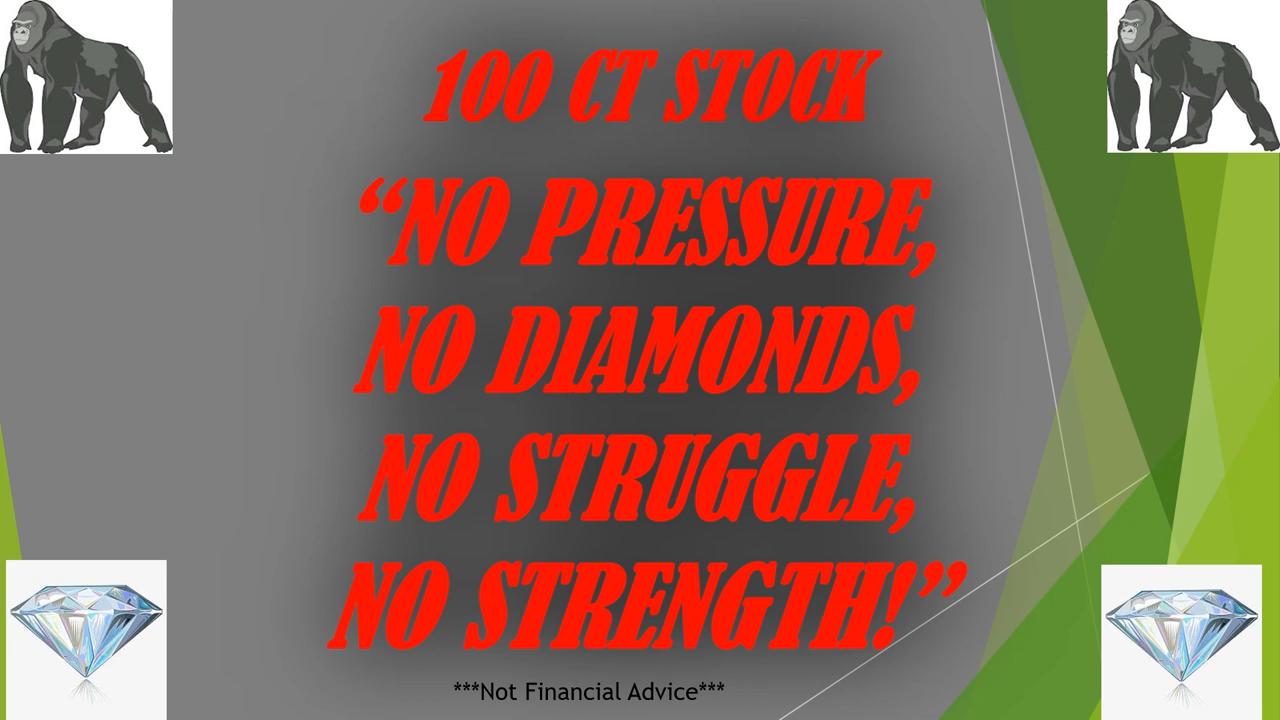 100 CT STOCK
“NO PRESSURE,
NO DIAMONDS,
NO STRUGGLE,
NO STRENGTH!”
***Not Financial Advice***